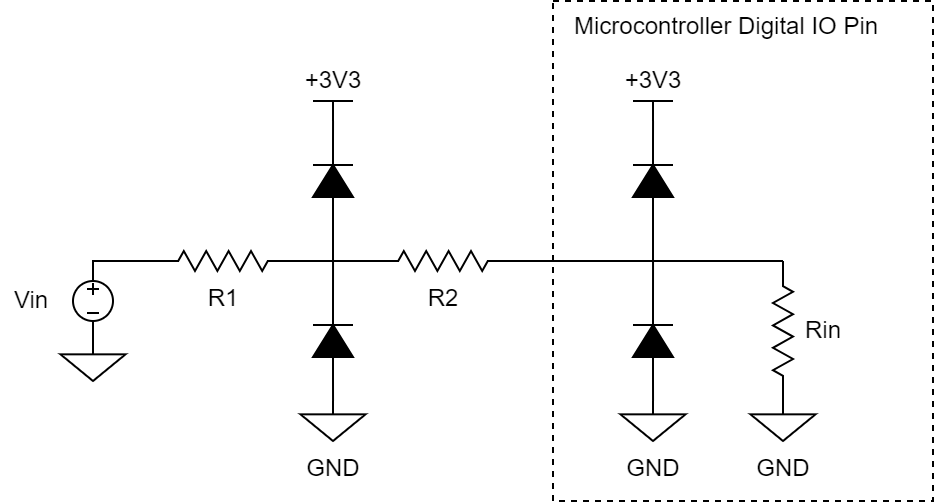 Microcontroller Digital IO Pin
+3V3
+3V3
Vin
+
−
R1
R2
Rin
GND
GND
GND